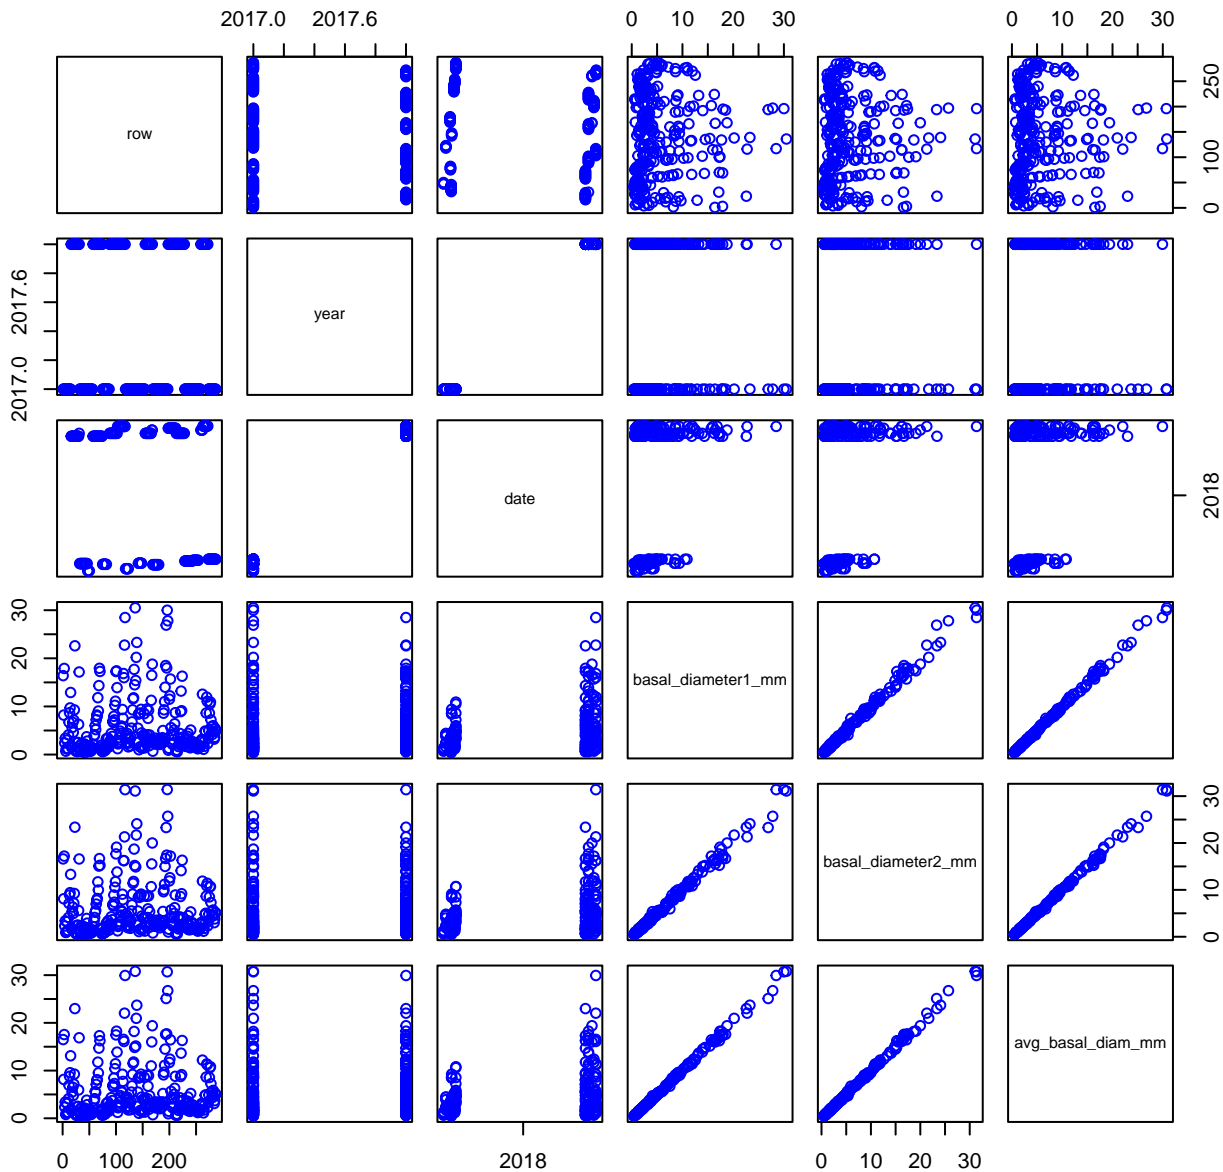 2017.0 2017.6 0 10 20 30 0 10 20 30
row
0 100 250
2017.0 2017.6
year
date
2018
0 10 20 30
basal_diameter1_mm
basal_diameter2_mm
0 10 20 30
0 10 20 30
avg_basal_diam_mm
0 100 200 2018 0 10 20 30